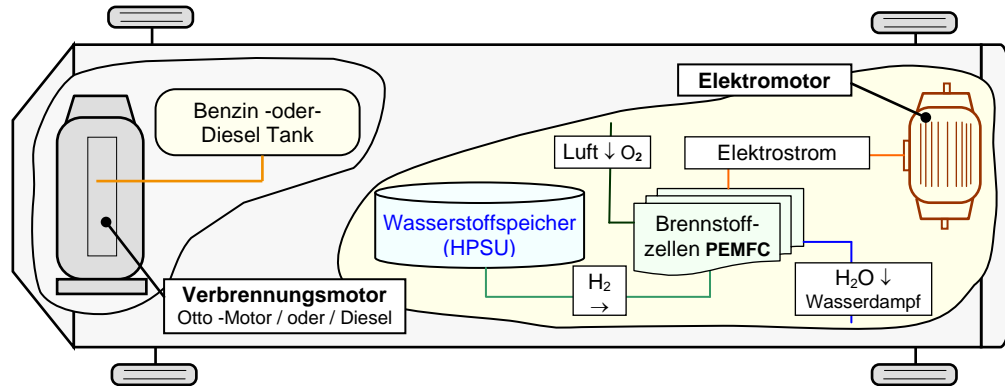 Elektromotor
Benzin -oder-
Diesel Tank
Luft ↓ O₂
Elektrostrom
Wasserstoffspeicher
(HPSU)
Brennstoff-
zellen PEMFC
H₂
→
H₂O ↓
Wasserdampf
Verbrennungsmotor
Otto -Motor / oder / Diesel